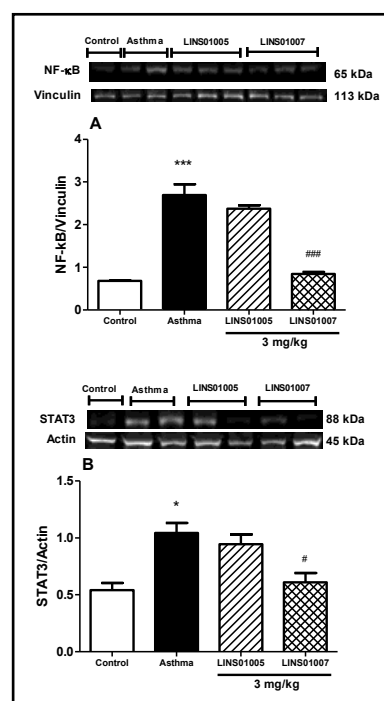 Control Asthma LINS01005 LINS01007
NF-κB 65 kDa
Vinculin 113 kDa
A
***
###
NF-kB/Vinculin
4
3
2
1
0
Control Asthma LINS01005 LINS01007
3 mg/kg
Control Asthma LINS01005 LINS01007
STAT3 88 kDa
Actin 45 kDa
B
*
#
STAT3/Actin
1.5
1.0
0.5
0.0
Control Asthma LINS01005 LINS01007
3 mg/kg